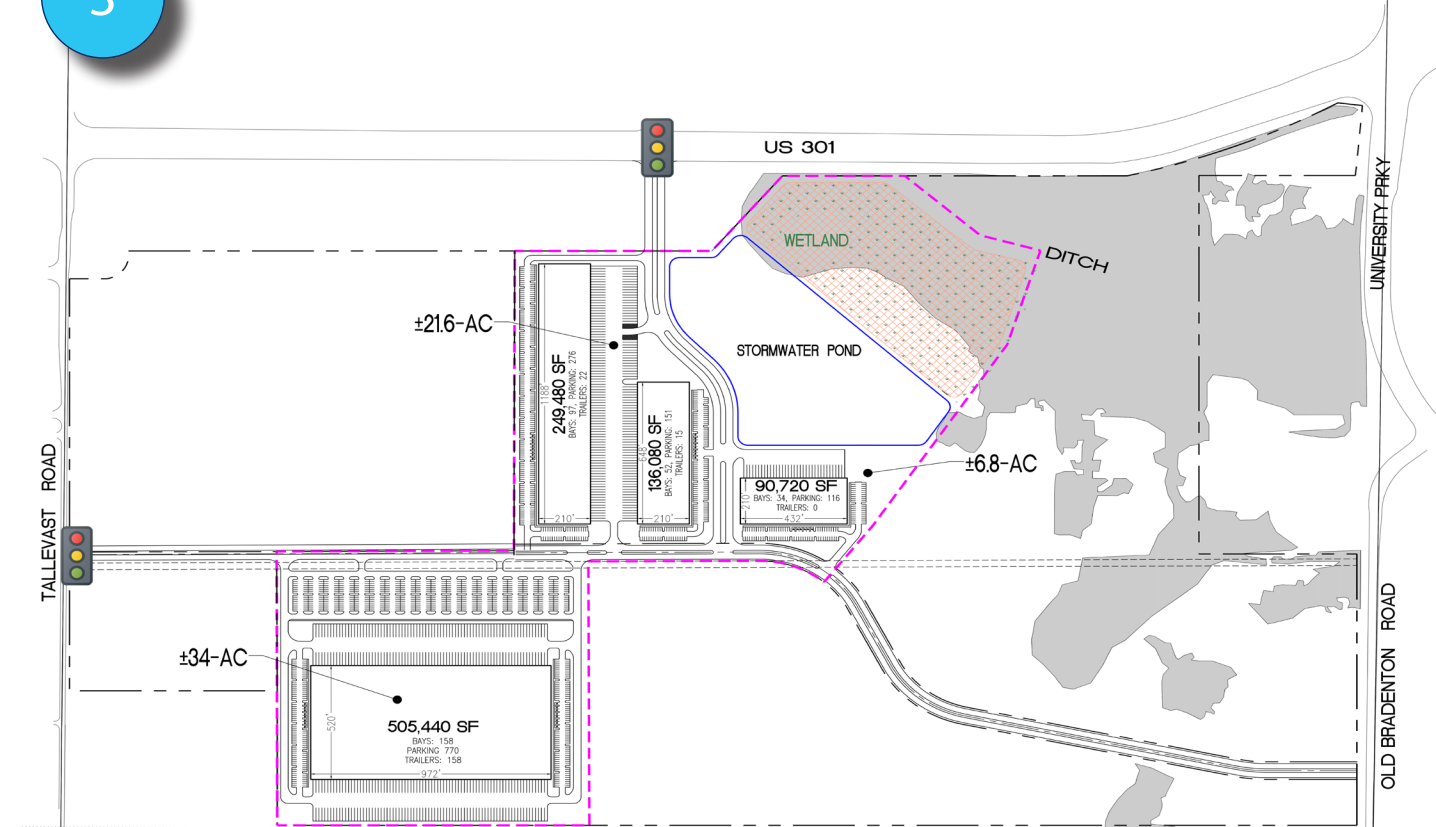 3
US 301
UNIVERSITY PRKY
WETLAND
DITCH
±21.6-AC
1188'
249,480 SF
BAYS: 97, PARKING: 276
TRAILERS: 22
210'
STORMWATER POND
648'
136,080 SF
BAYS: 52, PARKING: 151
TRAILERS: 15
210'
±6.8-AC
210'
90,720 SF
BAYS: 34, PARKING: 116
TRAILERS: 0
432'
TALLEVAST ROAD
OLD BRADENTON ROAD
±34-AC
520'
505,440 SF
BAYS: 158
PARKING 770
TRAILERS: 158
972'